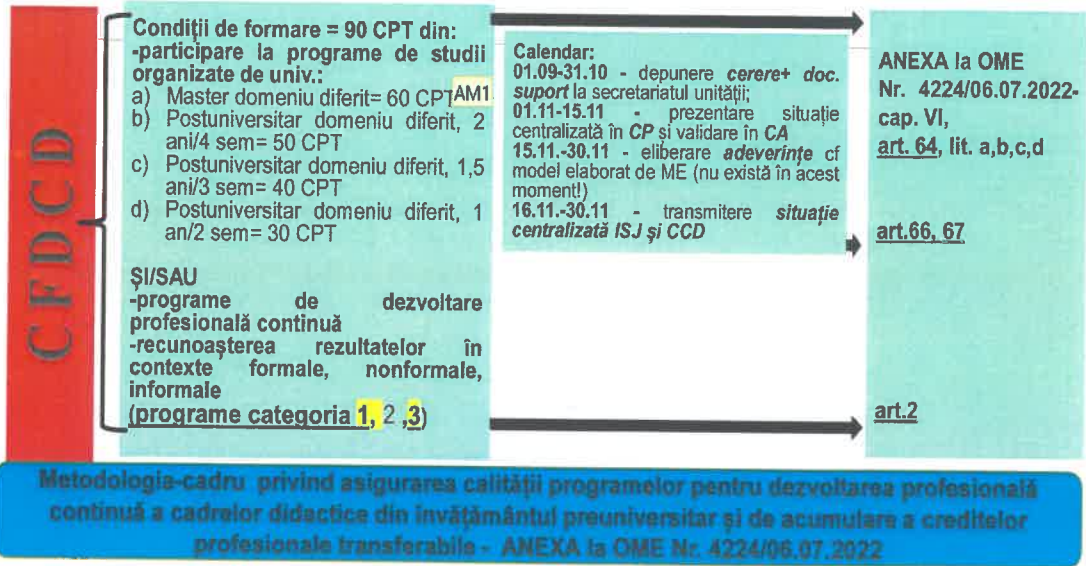 CFDCD
Condiții de formare = 90 CPT din:
-participare la programe de studii
organizate de univ.:
a) Master domeniu diferit= 60 CPT
AM1
b) Postuniversitar domeniu diferit, 2
ani/4 sem= 50 CPT
c) Postuniversitar domeniu diferit, 1,5
ani/3 sem= 40 CPT
d) Postuniversitar domeniu diferit, 1
an/2 sem= 30 CPT
ȘI/SAU
-programe de dezvoltare
profesională continuă
-recunoașterea rezultatelor în
contexte formale, nonformale,
informale
(programe categoria 1, 2 ,3)
Calendar:
01.09-31.10 - depunere cerere+ doc.
suport la secretariatul unității;
01.11-15.11 - prezentare situație
centralizată în CP și validare în CA
15.11.-30.11 - eliberare adeverințe cf
model elaborat de ME (nu există în acest
moment!)
16.11.-30.11 - transmitere situație
centralizată ISJ și CCD
ANEXA la OME
Nr. 4224/06.07.2022-
cap. VI,
art. 64, lit. a,b,c,d
art.66, 67
art.2
Metodologia-cadru privind asigurarea calității programelor pentru dezvoltarea profesională
continuă a cadrelor didactice din învățământul preuniversitar și de acumulare a creditelor
profesionale transferabile - ANEXA la OME Nr. 4224/06.07.2022